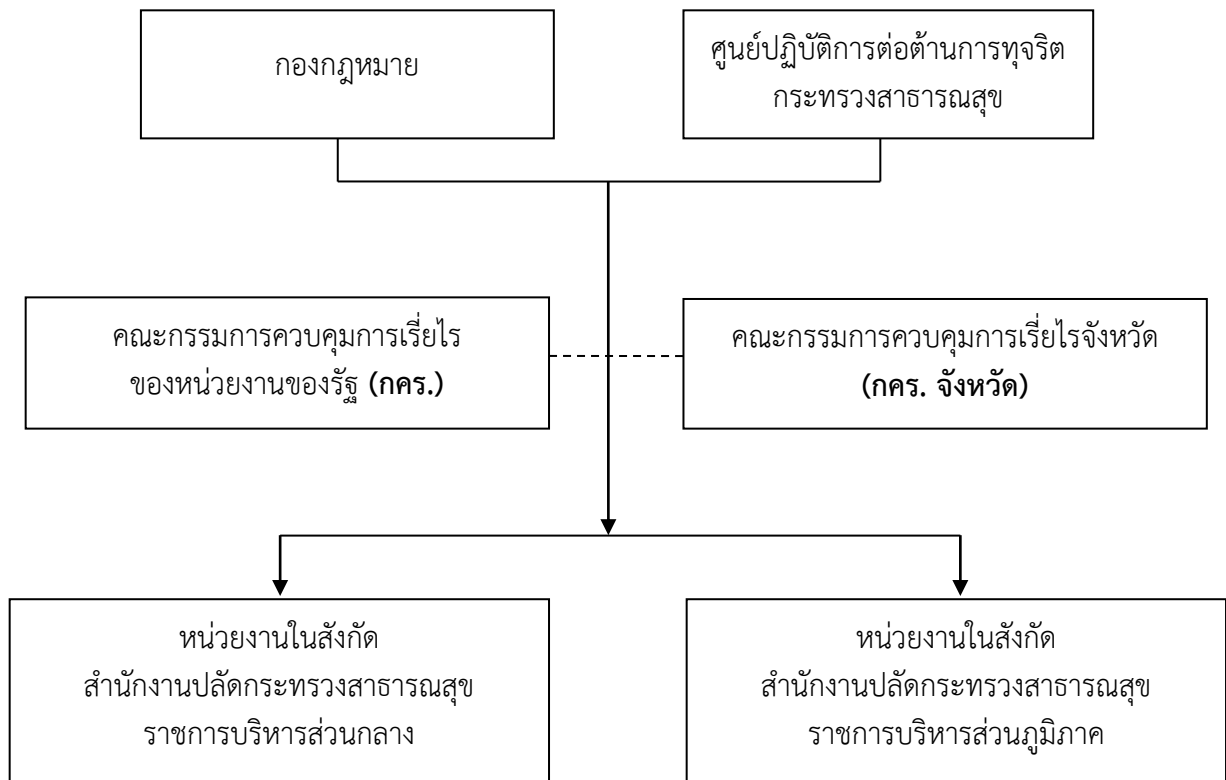 กองกฎหมาย
ศูนย์ปฏิบัติการต่อต้านการทุจริต
กระทรวงสาธารณสุข
คณะกรรมการควบคุมการเรี่ยไร
ของหน่วยงานของรัฐ (กคร.)
คณะกรรมการควบคุมการเรี่ยไรจังหวัด
(กคร. จังหวัด)
หน่วยงานในสังกัด
สำนักงานปลัดกระทรวงสาธารณสุข
ราชการบริหารส่วนกลาง
หน่วยงานในสังกัด
สำนักงานปลัดกระทรวงสาธารณสุข
ราชการบริหารส่วนภูมิภาค